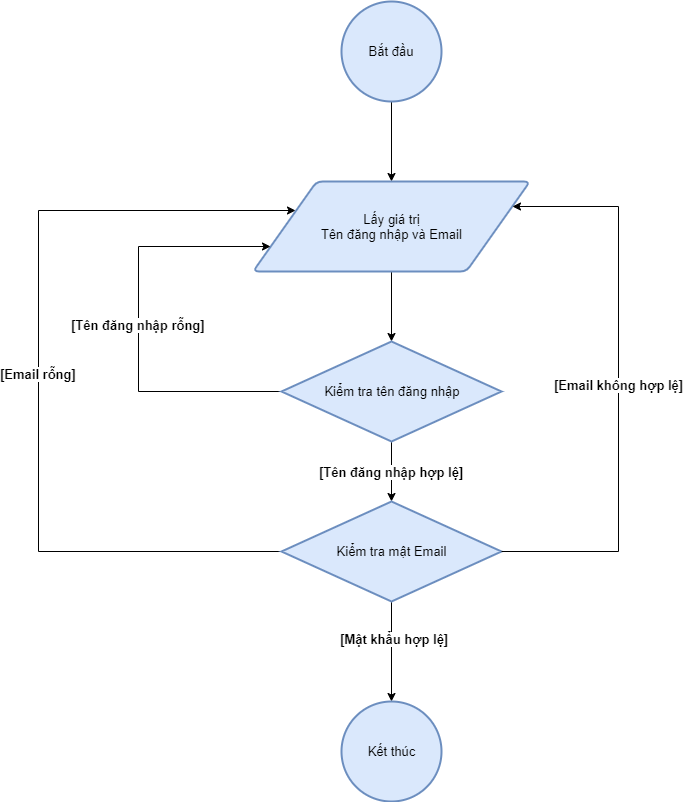 Bắt đầu
Lấy giá trị
Tên đăng nhập và Email
[Tên đăng nhập rỗng]
[Email rỗng]
[Email không hợp lệ]
Kiểm tra tên đăng nhập
[Tên đăng nhập hợp lệ]
Kiểm tra mật Email
[Mật khẩu hợp lệ]
Kết thúc